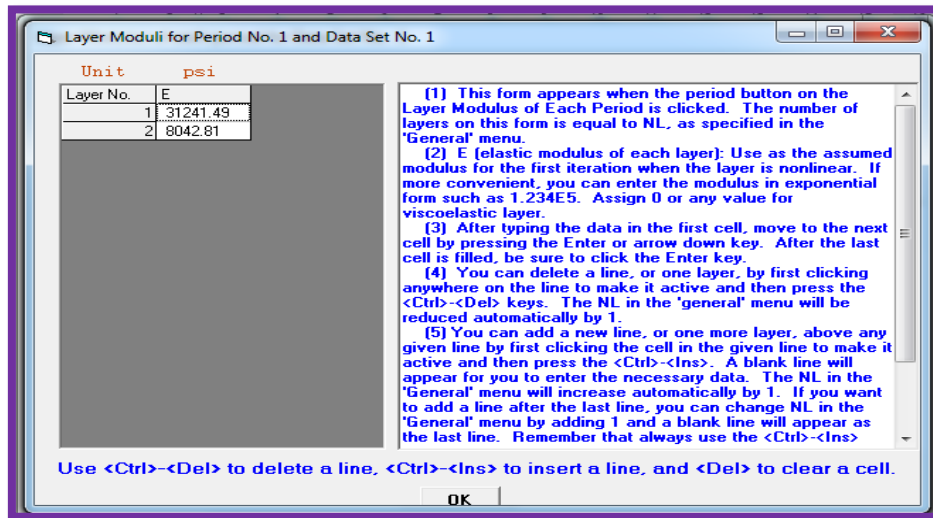 Layer Moduli for Period No. 1 and Data Set No. 1
Unit psi
Layer No. E
1 31241.49
2 8042.81
(1) This form appears when the period button on the
Layer Modulus of Each Period is clicked. The number of
layers on this form is equal to NL, as specified in the
'General' menu.
(2) E (elastic modulus of each layer): Use as the assumed
modulus for the first iteration when the layer is nonlinear. If
more convenient, you can enter the modulus in exponential
form such as 1.234E5. Assign 0 or any value for
viscoelastic layer.
(3) After typing the data in the first cell, move to the next
cell by pressing the Enter or arrow down key. After the last
cell is filled, be sure to click the Enter key.
(4) You can delete a line, or one layer, by first clicking
anywhere on the line to make it active and then press the
<Ctrl>-<Del> keys. The NL in the 'general' menu will be
reduced automatically by 1.
(5) You can add a new line, or one more layer, above any
given line by first clicking the cell in the given line to make it
active and then press the <Ctrl>-<Ins>. A blank line will
appear for you to enter the necessary data. The NL in the
'General' menu will increase automatically by 1. If you want
to add a line after the last line, you can change NL in the
'General' menu by adding 1 and a blank line will appear as
the last line. Remember that always use the <Ctrl>-<Ins>
Use <Ctrl>-<Del> to delete a line, <Ctrl>-<Ins> to insert a line, and <Del> to clear a cell.
OK